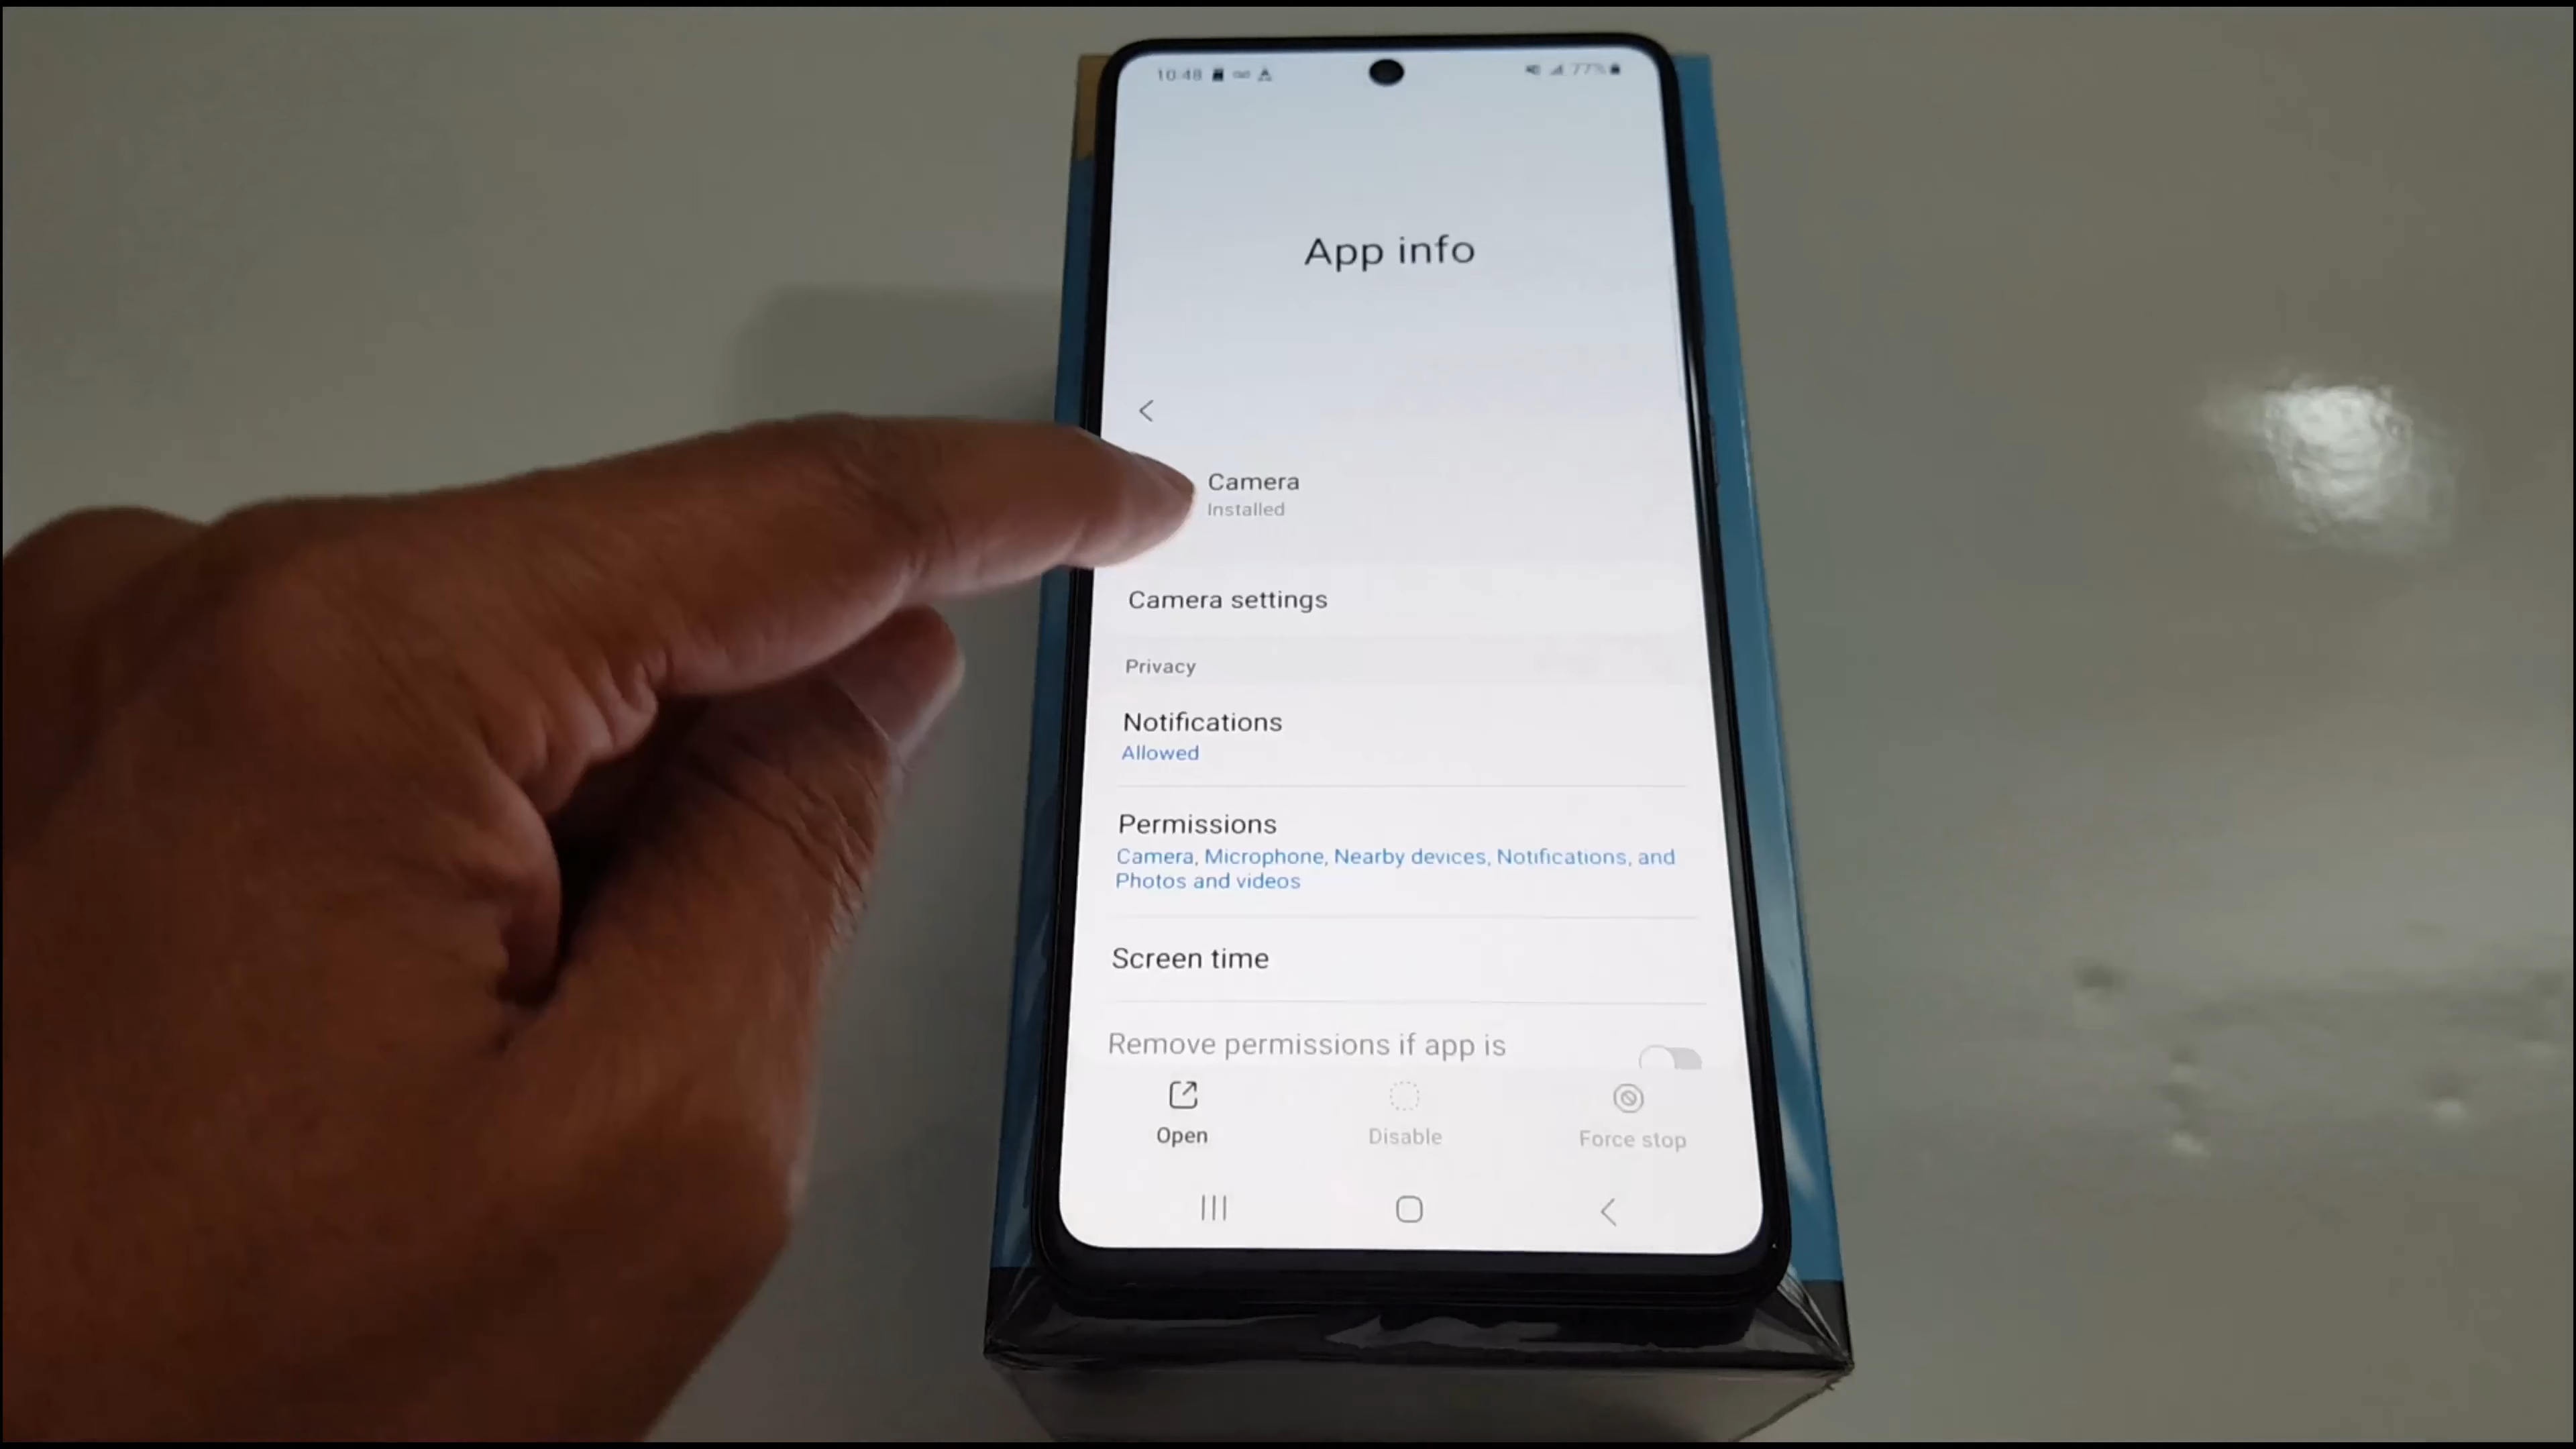 10:48
77%
App info
Camera
Installed
Camera settings
Privacy
Notifications
Allowed
Permissions
Camera, Microphone, Nearby devices, Notifications, and
Photos and videos
Screen time
Remove permissions if app is
Open
Disable
Force stop